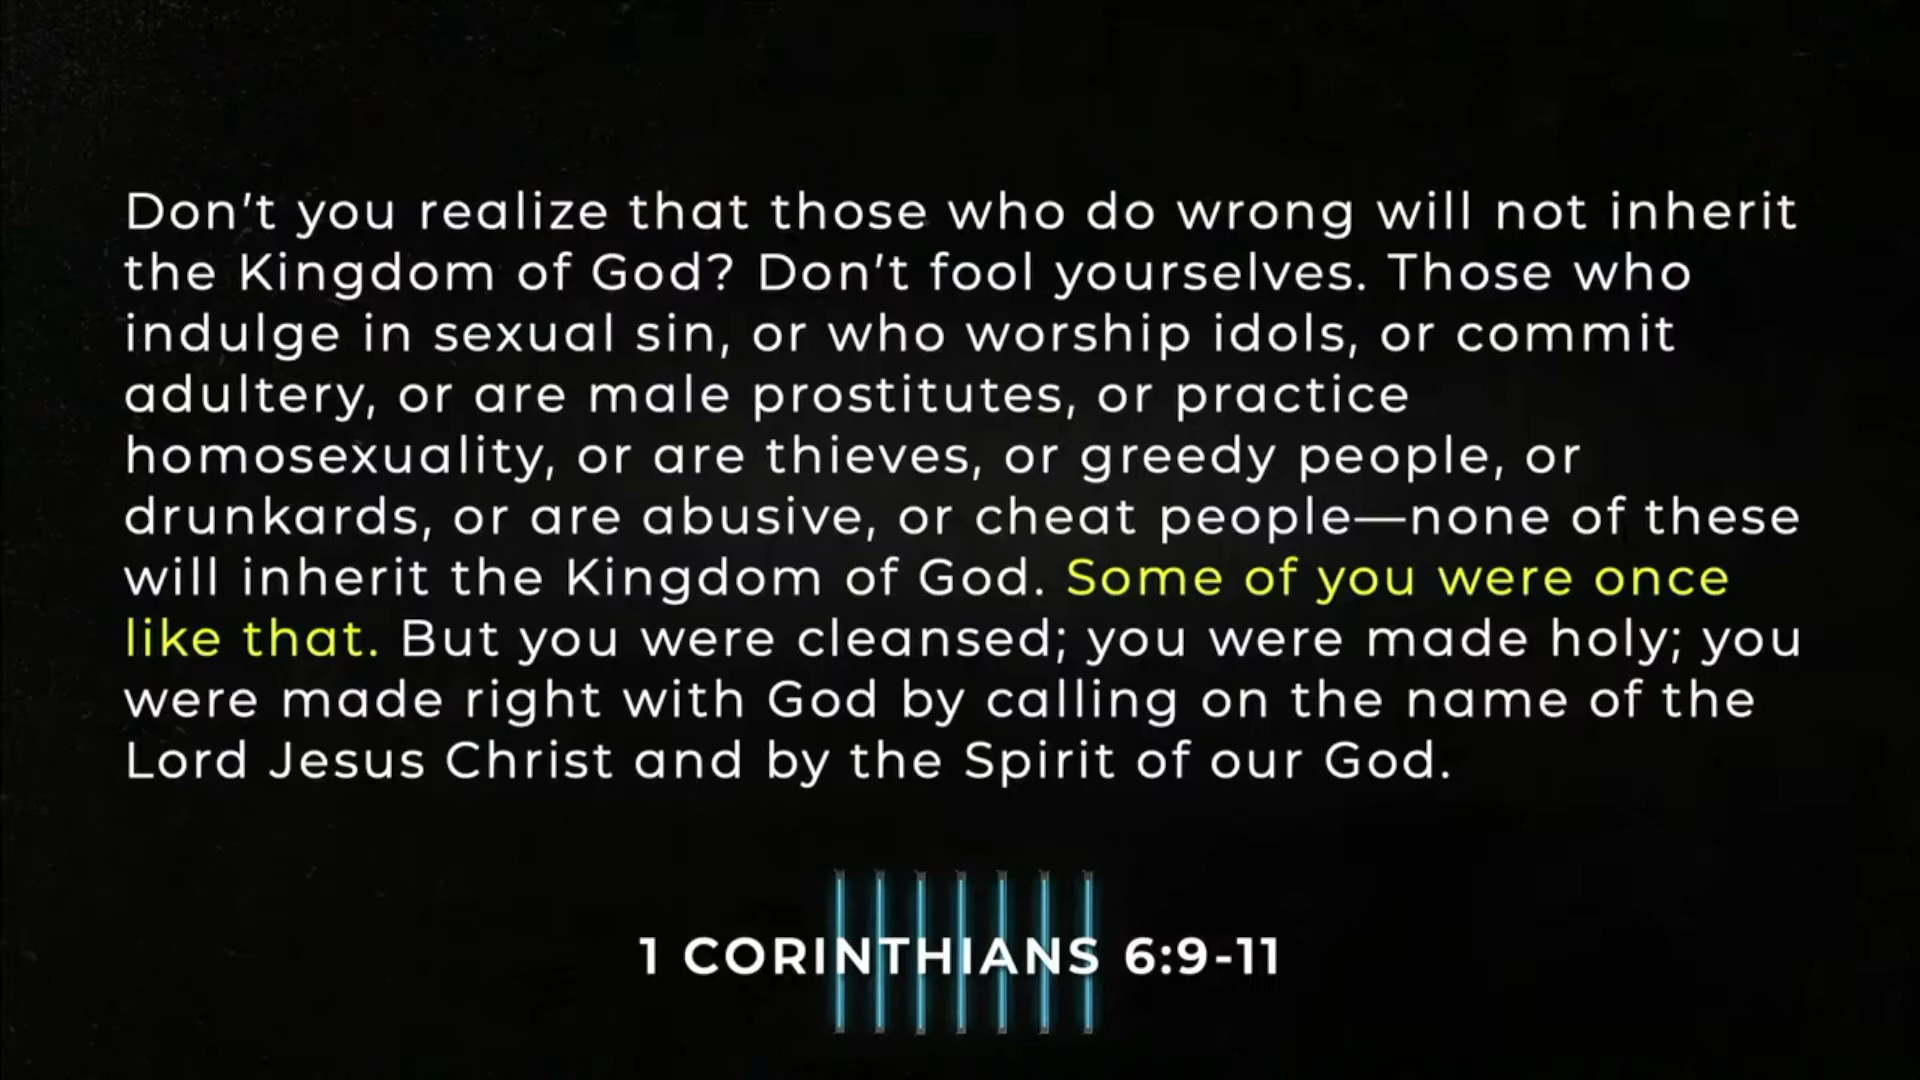 Don't you realize that those who do wrong will not inherit
the Kingdom of God? Don't fool yourselves. Those who
indulge in sexual sin, or who worship idols, or commit
adultery, or are male prostitutes, or practice
homosexuality, or are thieves, or greedy people, or
drunkards, or are abusive, or cheat people—none of these
will inherit the Kingdom of God. Some of you were once
like that. But you were cleansed; you were made holy; you
were made right with God by calling on the name of the
Lord Jesus Christ and by the Spirit of our God.
1 CORINTHIANS 6:9-11